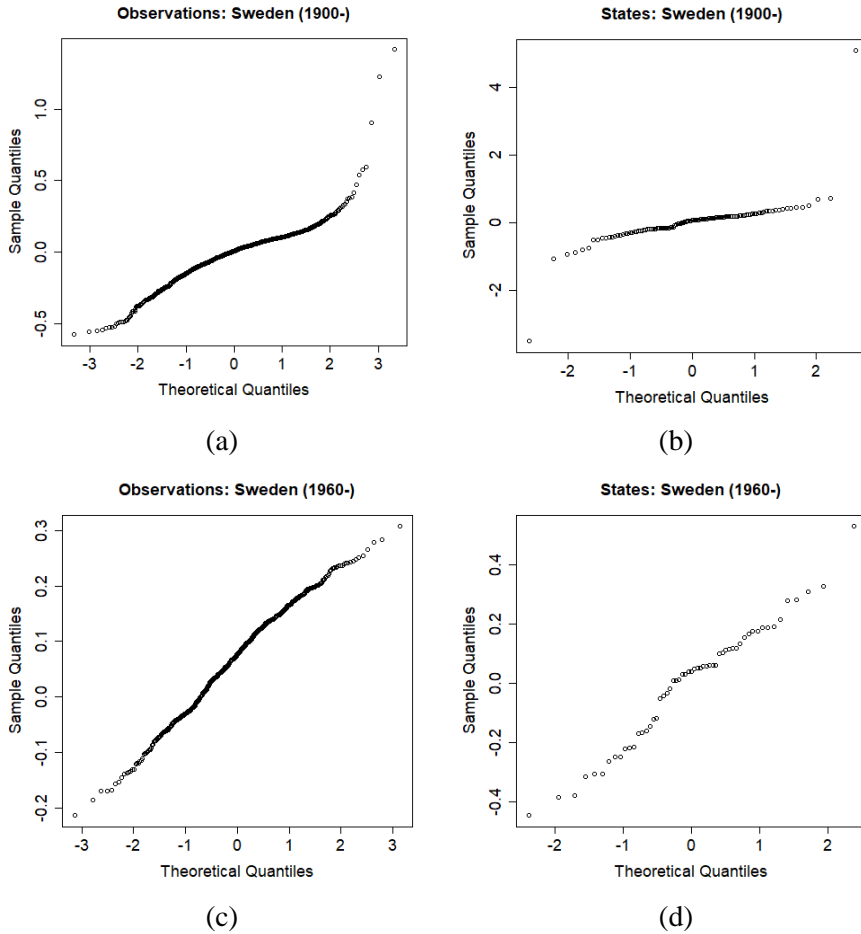 Observations: Sweden (1900-)
Sample Quantiles
-0.5 0.0 0.5 1.0
-3 -2 -1 0 1 2 3
Theoretical Quantiles
(a)
States: Sweden (1900-)
Sample Quantiles
-2 0 2 4
-2 -1 0 1 2
Theoretical Quantiles
(b)
Observations: Sweden (1960-)
Sample Quantiles
-0.2 -0.1 0.0 0.1 0.2 0.3
-3 -2 -1 0 1 2 3
Theoretical Quantiles
(c)
States: Sweden (1960-)
Sample Quantiles
-0.4 -0.2 0.0 0.2 0.4
-2 -1 0 1 2
Theoretical Quantiles
(d)